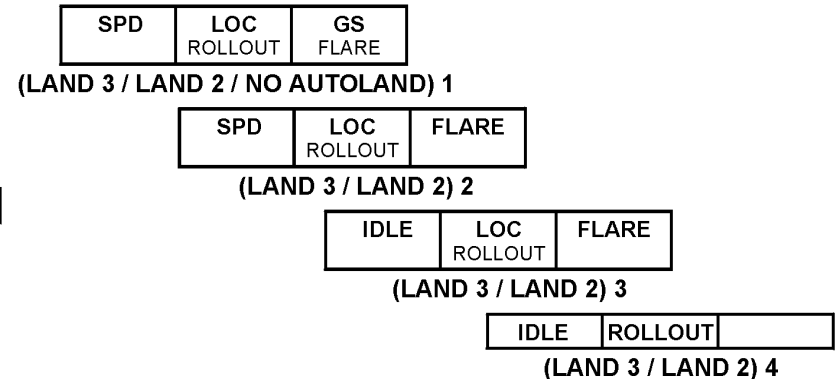 SPD LOC GS
ROLLOUT FLARE
(LAND 3 / LAND 2 / NO AUTOLAND) 1
SPD LOC FLARE
ROLLOUT
(LAND 3 / LAND 2) 2
IDLE LOC FLARE
ROLLOUT
(LAND 3 / LAND 2) 3
IDLE ROLLOUT
(LAND 3 / LAND 2) 4